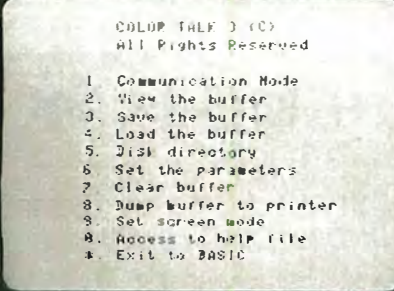 COLOR TALK 3 (C)
All Rights Reserved
1. Communication Mode
2. View the buffer
3. Save the buffer
4. Load the buffer
5. Disk directory
6. Set the parameters
7. Clear buffer
8. Dump buffer to printer
9. Set screen mode
0. Access to help file
*. Exit to BASIC